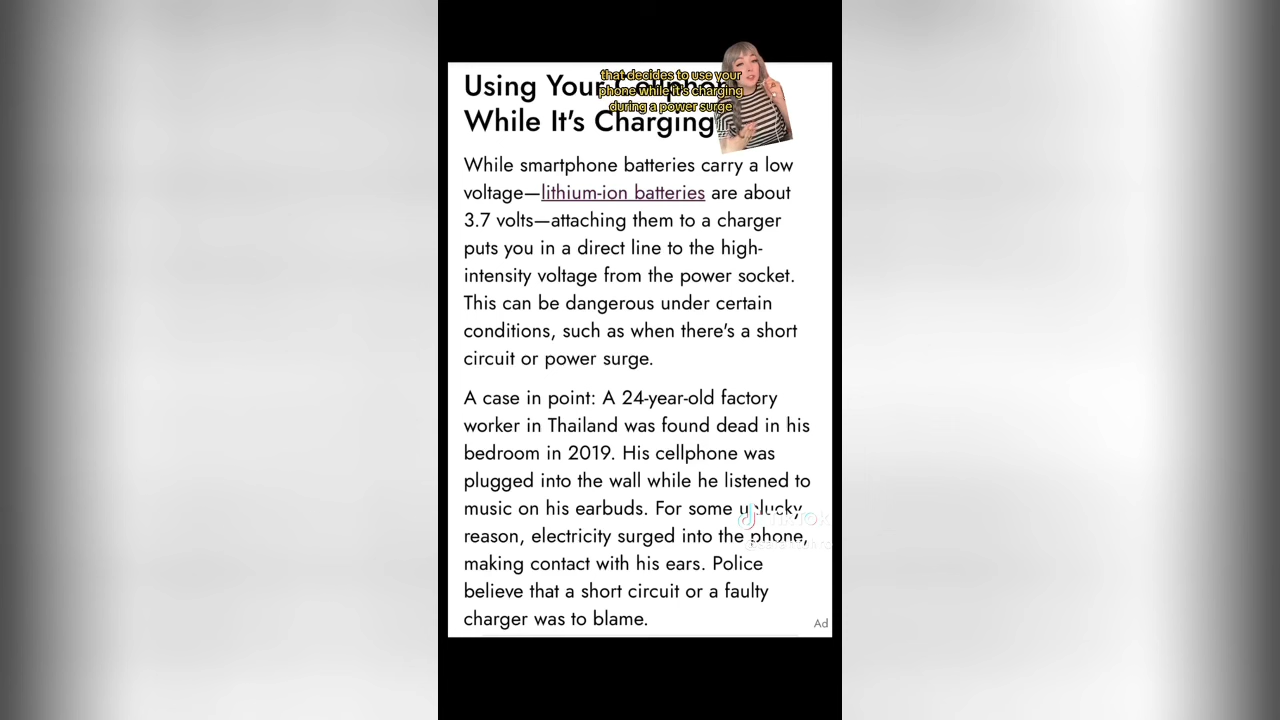 Using Your Cellphone
While It's Charging
that decides to use your
phone while it's charging
during a power surge
While smartphone batteries carry a low
voltage—lithium-ion batteries are about
3.7 volts—attaching them to a charger
puts you in a direct line to the high-
intensity voltage from the power socket.
This can be dangerous under certain
conditions, such as when there's a short
circuit or power surge.
A case in point: A 24-year-old factory
worker in Thailand was found dead in his
bedroom in 2019. His cellphone was
plugged into the wall while he listened to
music on his earbuds. For some unlucky
TikTok
reason, electricity surged into the phone,
making contact with his ears. Police
believe that a short circuit or a faulty
charger was to blame.
Ad